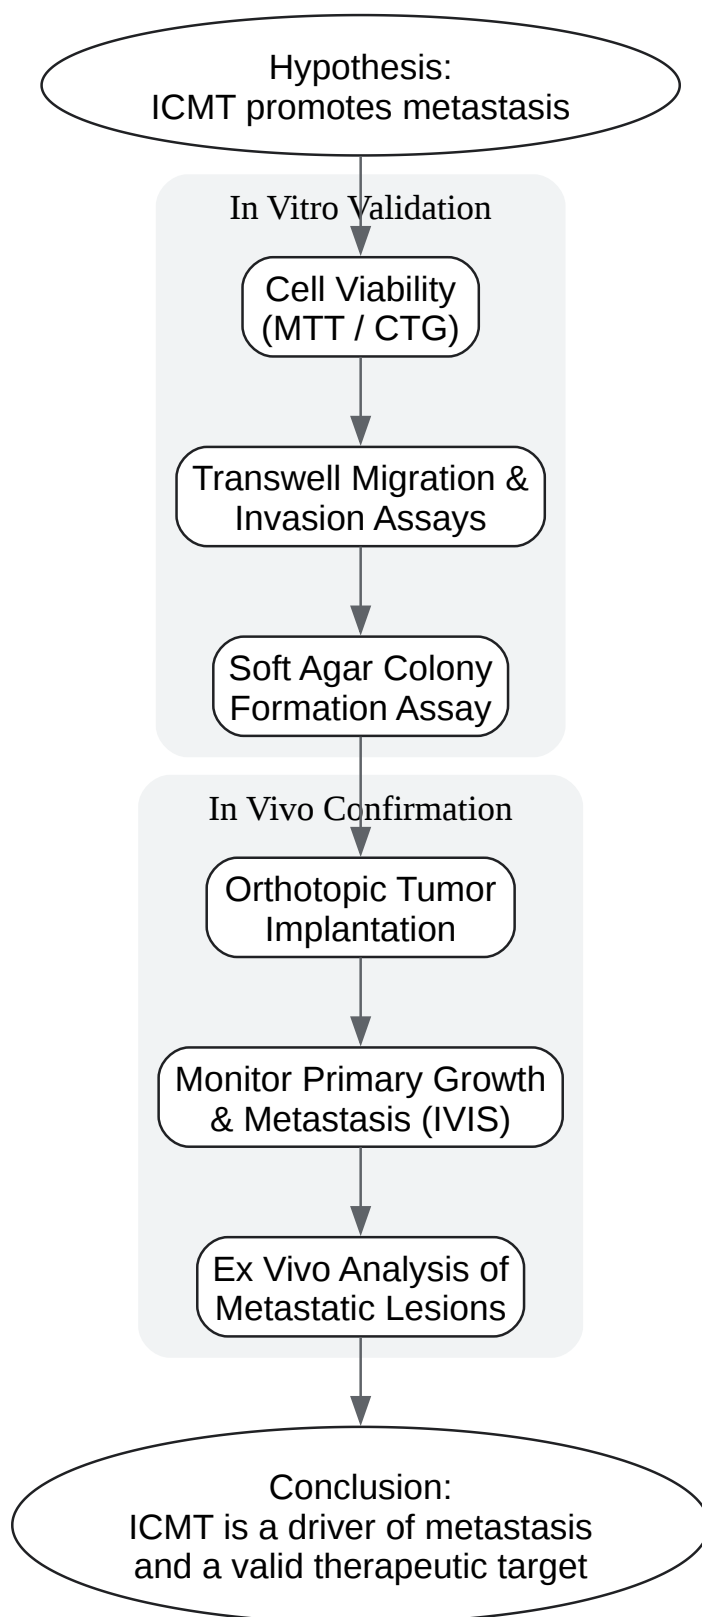 Hypothesis:
ICMT promotes metastasis
In Vitro Validation
Cell Viability
(MTT / CTG)
Transwell Migration &
Invasion Assays
Soft Agar Colony
Formation Assay
In Vivo Confirmation
Orthotopic Tumor
Implantation
Monitor Primary Growth
& Metastasis (IVIS)
Ex Vivo Analysis of
Metastatic Lesions
Conclusion:
ICMT is a driver of metastasis
and a valid therapeutic target